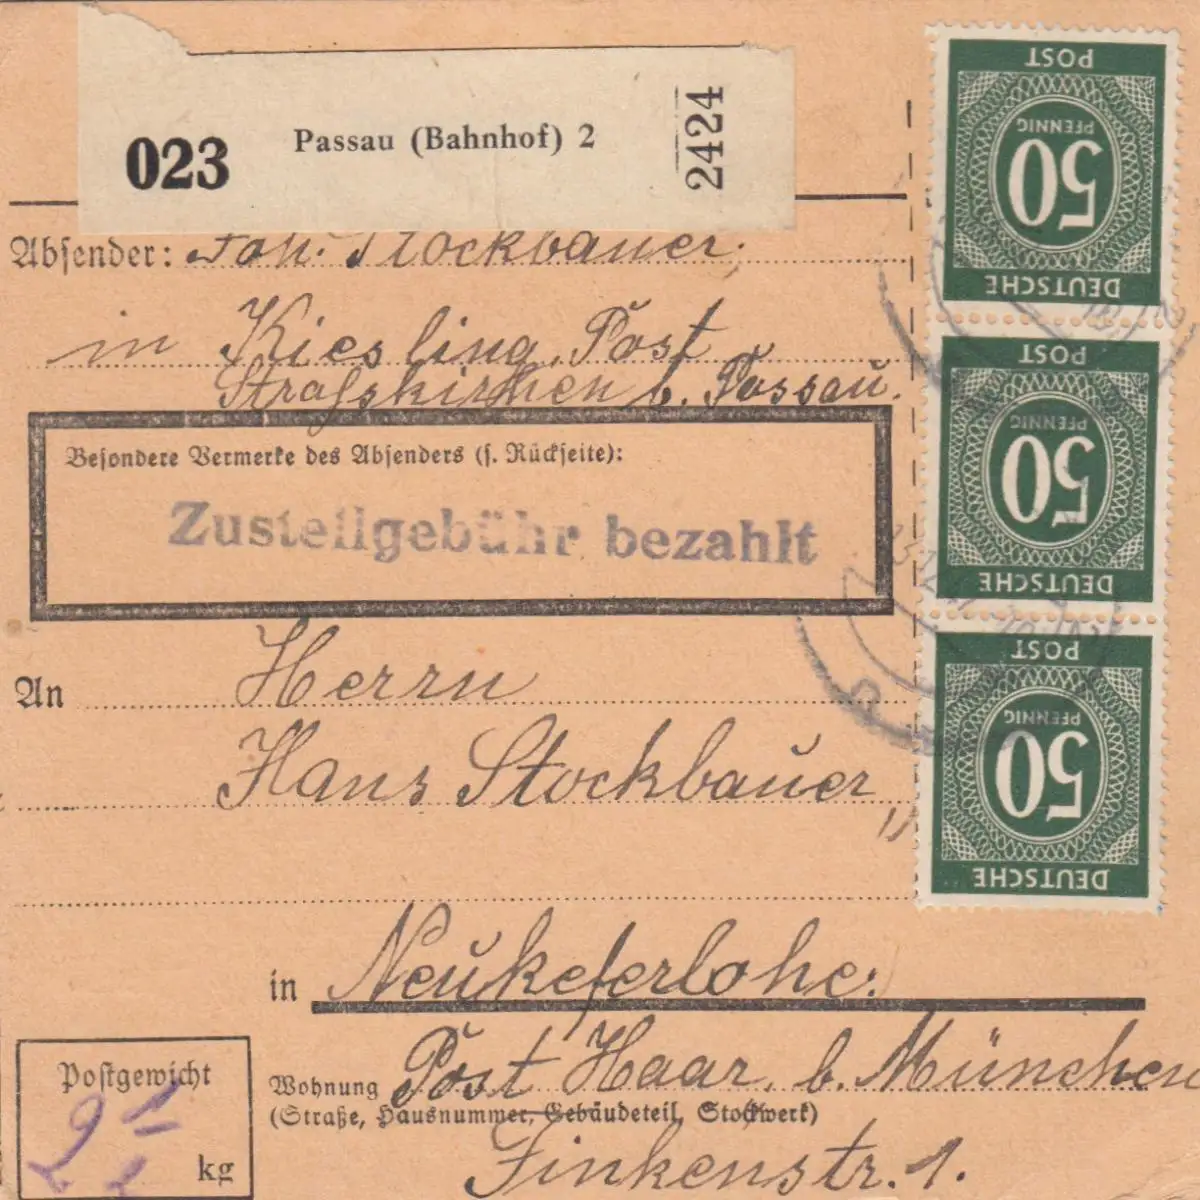 023 Passau (Bahnhof) 2 2424
Absender: Joh. Stockbauer
in Kiesling, Post
Straßkirchen b. Passau.
Besondere Vermerke des Absenders (s. Rückseite):
Zustellgebühr bezahlt
An Herrn
Hans Stockbauer
in Neukeferlohe:
Wohnung Post Haar, b. München
(Straße, Hausnummer, Gebäudeteil, Stockwerk)
Finkenstr. 1.
Postgewicht
kg
DEUTSCHE
50
PFENNIG
POST
DEUTSCHE
50
PFENNIG
POST
DEUTSCHE
50
PFENNIG
POST